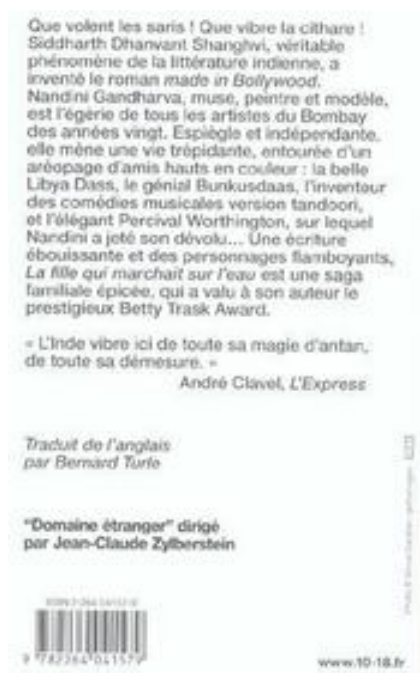 Que volent les saris ! Que vibre la cithare !
Siddharth Dhanvant Shanghvi, véritable
phénomène de la littérature indienne, a
inventé le roman made in Bollywood.
Nandini Gandharva, muse, peintre et modèle,
est l'égérie de tous les artistes du Bombay
des années vingt. Espiègle et indépendante,
elle mène une vie trépidante, entourée d'un
aréopage d'amis hauts en couleur : la belle
Libya Dass, le génial Bunkusdaas, l'inventeur
des comédies musicales version tandoori,
et l'élégant Percival Worthington, sur lequel
Nandini a jeté son dévolu... Une écriture
éblouissante et des personnages flamboyants,
La fille qui marchait sur l'eau est une saga
familiale épicée, qui a valu à son auteur le
prestigieux Betty Trask Award.
« L'Inde vibre ici de toute sa magie d'antan,
de toute sa démesure. »
André Clavel, L'Express
Traduit de l'anglais
par Bernard Turle
"Domaine étranger" dirigé
par Jean-Claude Zylberstein
9 782264 041579
www.10-18.fr